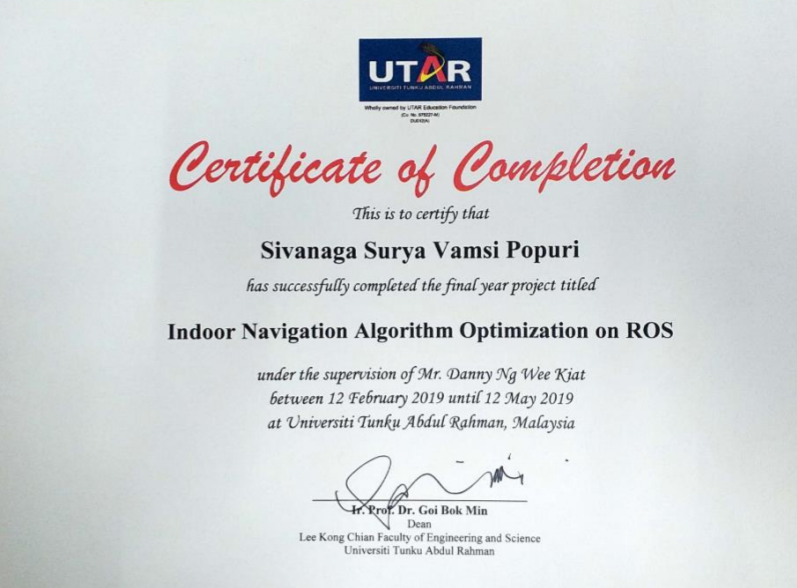 UTAR
UNIVERSITI TUNKU ABDUL RAHMAN
Wholly owned by UTAR Education Foundation
Certificate of Completion
This is to certify that
Sivanaga Surya Vamsi Popuri
has successfully completed the final year project titled
Indoor Navigation Algorithm Optimization on ROS
under the supervision of Mr. Danny Ng Wee Kiat
between 12 February 2019 until 12 May 2019
at Universiti Tunku Abdul Rahman, Malaysia
Ir. Prof. Dr. Goi Bok Min
Dean
Lee Kong Chian Faculty of Engineering and Science
Universiti Tunku Abdul Rahman